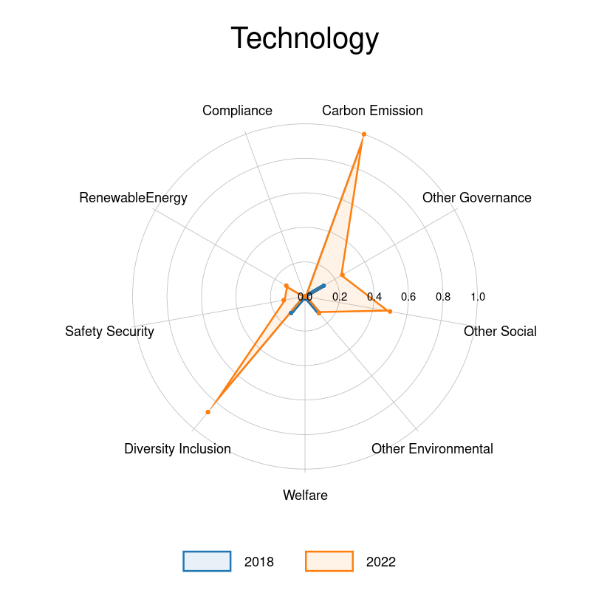 Technology
Compliance
Carbon Emission
RenewableEnergy
Other Governance
0.0 0.2 0.4 0.6 0.8 1.0
Safety Security
Other Social
Diversity Inclusion
Other Environmental
Welfare
2018
2022